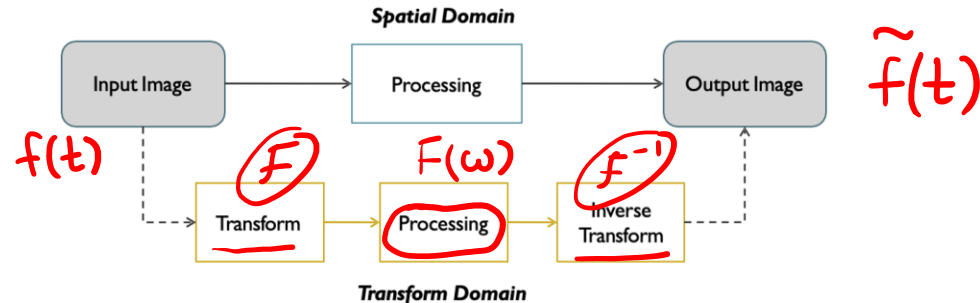 Spatial Domain
Input Image
Processing
Output Image
f̃(t)
f(t)
F
F(ω)
F⁻¹
Transform
Processing
Inverse
Transform
Transform Domain